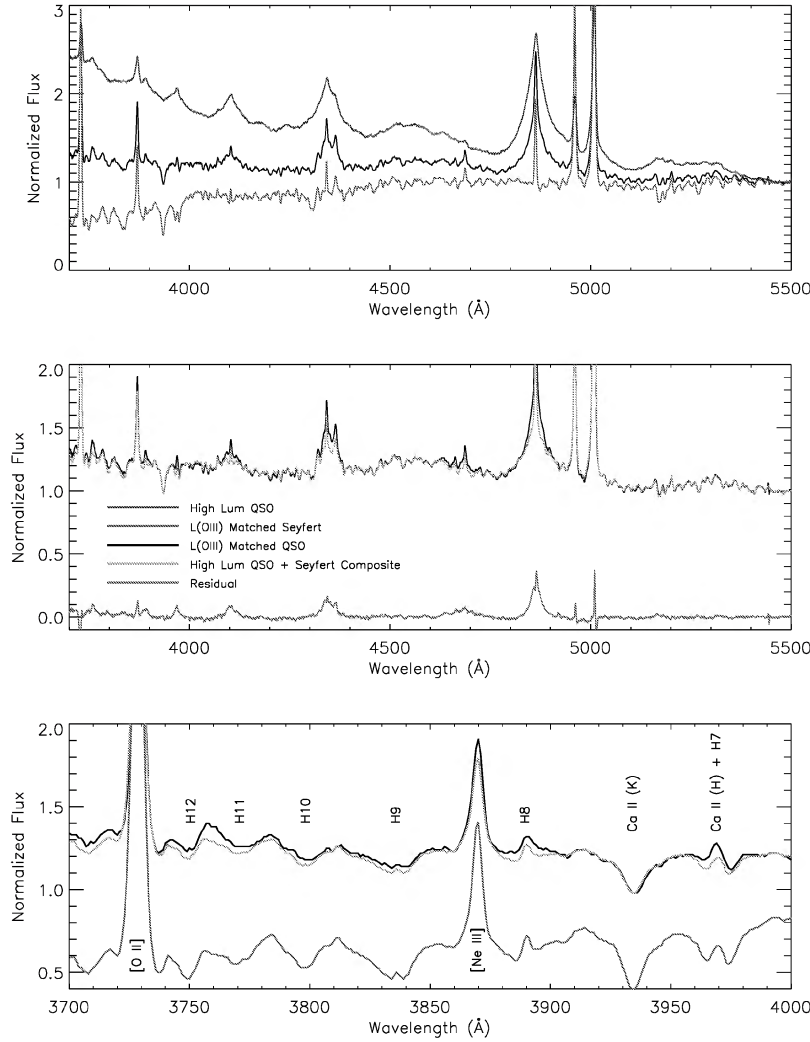 3
2
1
0
Normalized Flux
4000
4500
5000
5500
Wavelength (Å)
2.0
1.5
1.0
0.5
0.0
Normalized Flux
High Lum QSO
L(OIII) Matched Seyfert
L(OIII) Matched QSO
High Lum QSO + Seyfert Composite
Residual
4000
4500
5000
5500
Wavelength (Å)
2.0
1.5
1.0
0.5
Normalized Flux
[O II]
H12
H11
H10
H9
[Ne III]
H8
Ca II (K)
Ca II (H) + H7
3700
3750
3800
3850
3900
3950
4000
Wavelength (Å)